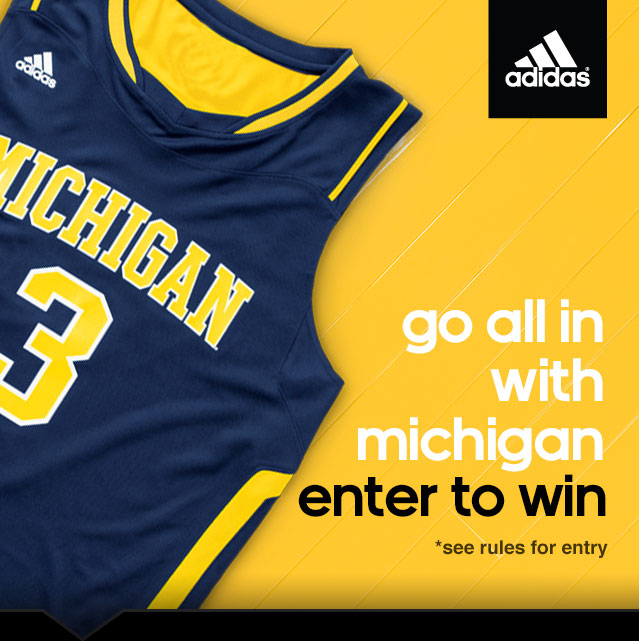 adidas
adidas
MICHIGAN
3
go all in
with
michigan
enter to win
*see rules for entry